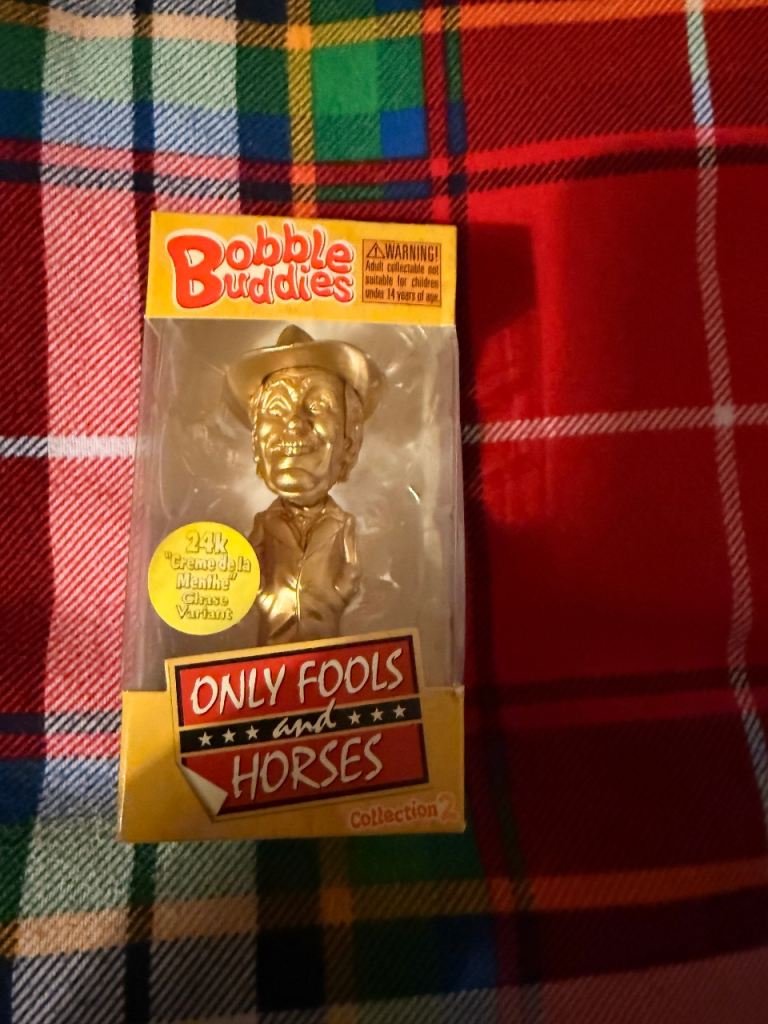 Bobble
Buddies
WARNING!
Adult collectable not
suitable for children
under 14 years of age.
24k
"Creme de la
Menthe"
Chase
Variant
ONLY FOOLS
and
HORSES
Collection 2